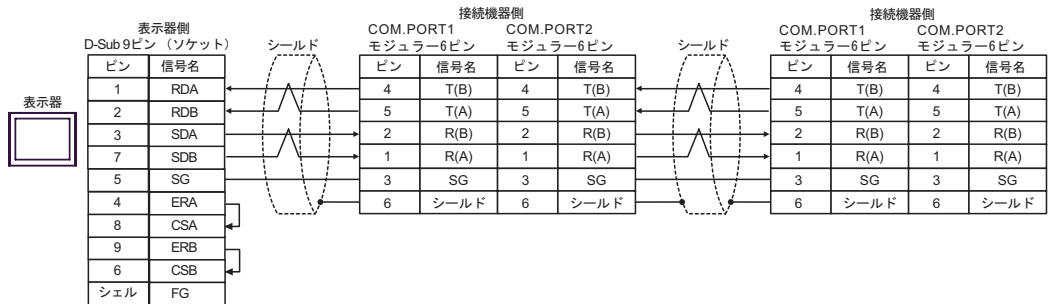 接続機器側
接続機器側
表示器側
D-Sub 9ピン （ソケット）
シールド
COM.PORT1 COM.PORT2
モジュラー6ピン モジュラー6ピン
シールド
COM.PORT1 COM.PORT2
モジュラー6ピン モジュラー6ピン
表示器
ピン 信号名 ピン 信号名 ピン 信号名 ピン 信号名 ピン 信号名
1 RDA 4 T(B) 4 T(B) 4 T(B) 4 T(B)
2 RDB 5 T(A) 5 T(A) 5 T(A) 5 T(A)
3 SDA 2 R(B) 2 R(B) 2 R(B) 2 R(B)
7 SDB 1 R(A) 1 R(A) 1 R(A) 1 R(A)
5 SG 3 SG 3 SG 3 SG 3 SG
4 ERA 6 シールド 6 シールド 6 シールド 6 シールド
8 CSA
9 ERB
6 CSB
シェル FG